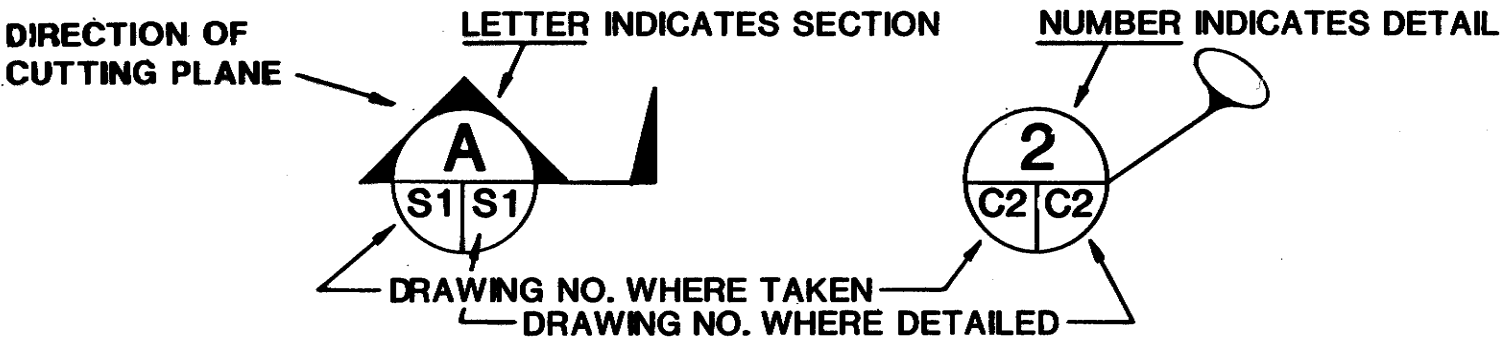 DIRECTION OF
CUTTING PLANE
LETTER INDICATES SECTION
NUMBER INDICATES DETAIL
A
S1 S1
2
C2 C2
DRAWING NO. WHERE TAKEN
DRAWING NO. WHERE DETAILED